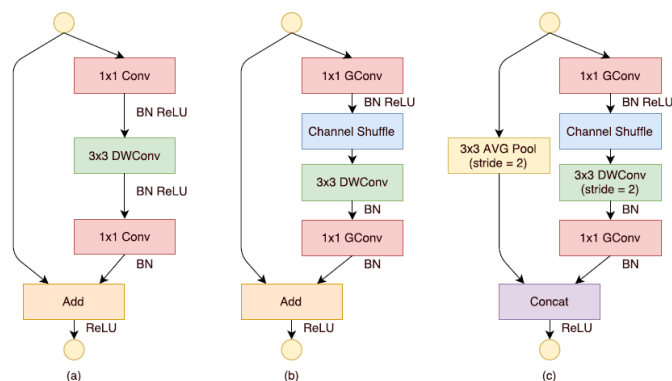 1x1 Conv
BN ReLU
3x3 DWConv
BN ReLU
1x1 Conv
BN
Add
ReLU
(a)
1x1 GConv
BN ReLU
Channel Shuffle
3x3 DWConv
BN
1x1 GConv
BN
Add
ReLU
(b)
1x1 GConv
BN ReLU
Channel Shuffle
3x3 AVG Pool
(stride = 2)
3x3 DWConv
(stride = 2)
BN
1x1 GConv
BN
Concat
ReLU
(c)